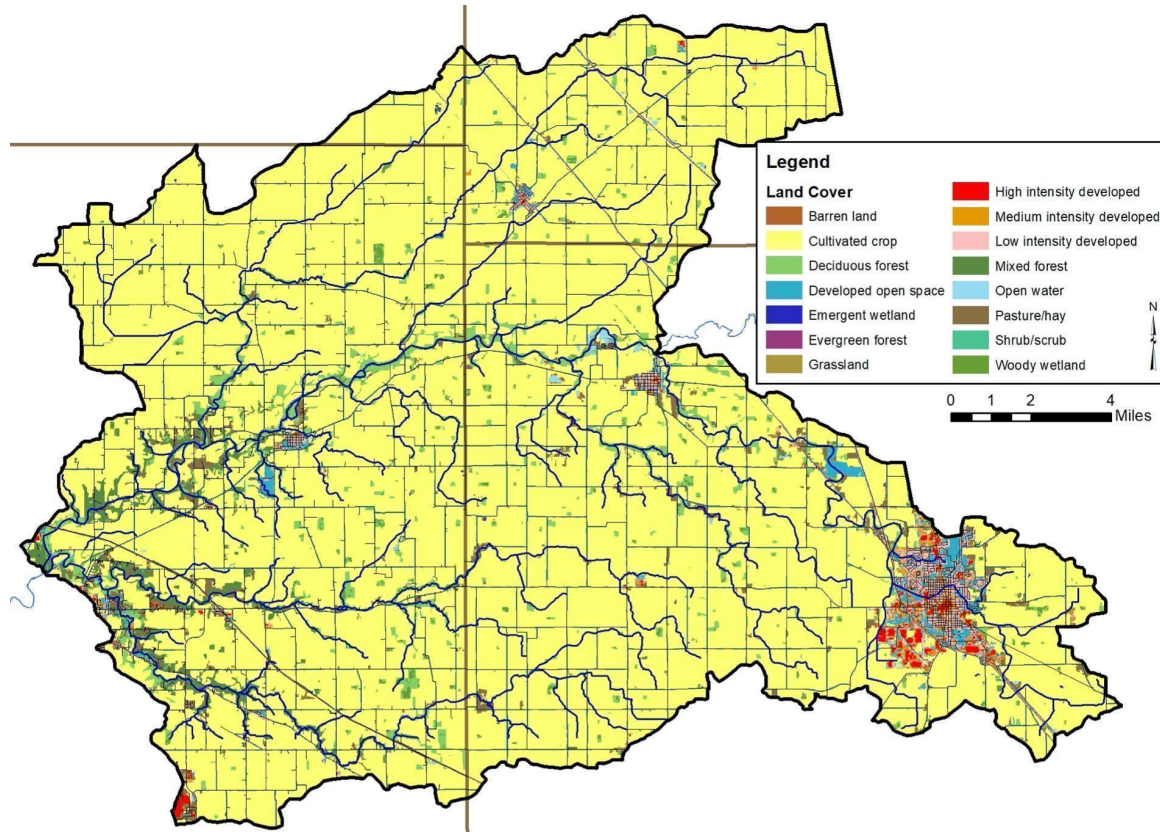 Legend
Land Cover
Barren land
Cultivated crop
Deciduous forest
Developed open space
Emergent wetland
Evergreen forest
Grassland
High intensity developed
Medium intensity developed
Low intensity developed
Mixed forest
Open water
Pasture/hay
Shrub/scrub
Woody wetland
N
0 1 2 4
Miles